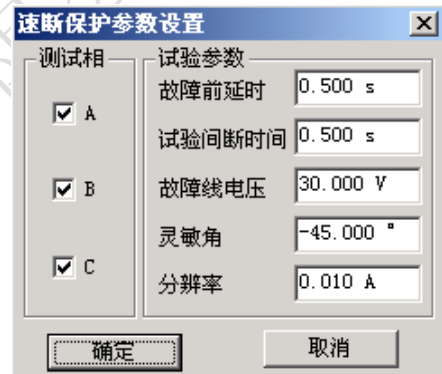 速断保护参数设置
测试相
A
B
C
试验参数
故障前延时 0.500 s
试验间断时间 0.500 s
故障线电压 30.000 V
灵敏角 -45.000 °
分辨率 0.010 A
确定 取消